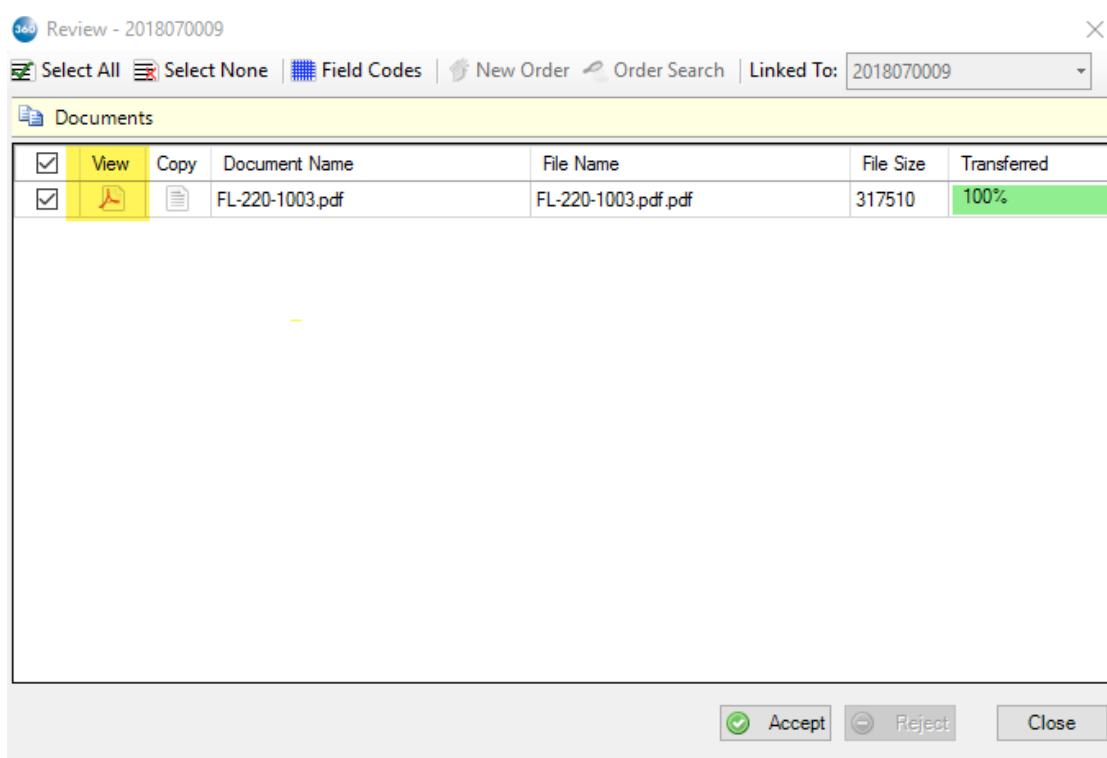 360 Review - 2018070009
Select All Select None Field Codes New Order Order Search Linked To: 2018070009
Documents
View Copy Document Name File Name File Size Transferred
FL-220-1003.pdf FL-220-1003.pdf.pdf 317510 100%
Accept Reject Close